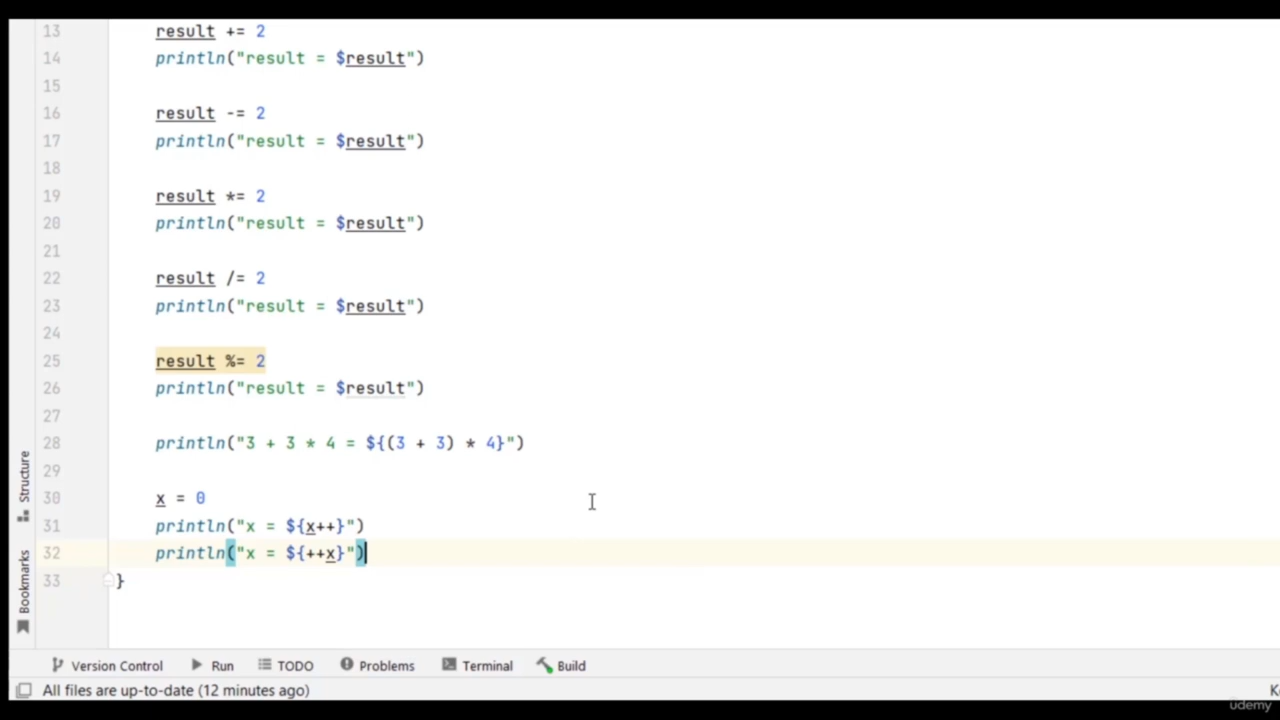 13 result += 2
14 println("result = $result")
15
16 result -= 2
17 println("result = $result")
18
19 result *= 2
20 println("result = $result")
21
22 result /= 2
23 println("result = $result")
24
25 result %= 2
26 println("result = $result")
27
28 println("3 + 3 * 4 = ${(3 + 3) * 4}")
29
30 x = 0
31 println("x = ${x++}")
32 println("x = ${++x}")
33 }
Structure
Bookmarks
Version Control Run TODO Problems Terminal Build
All files are up-to-date (12 minutes ago)
udemy